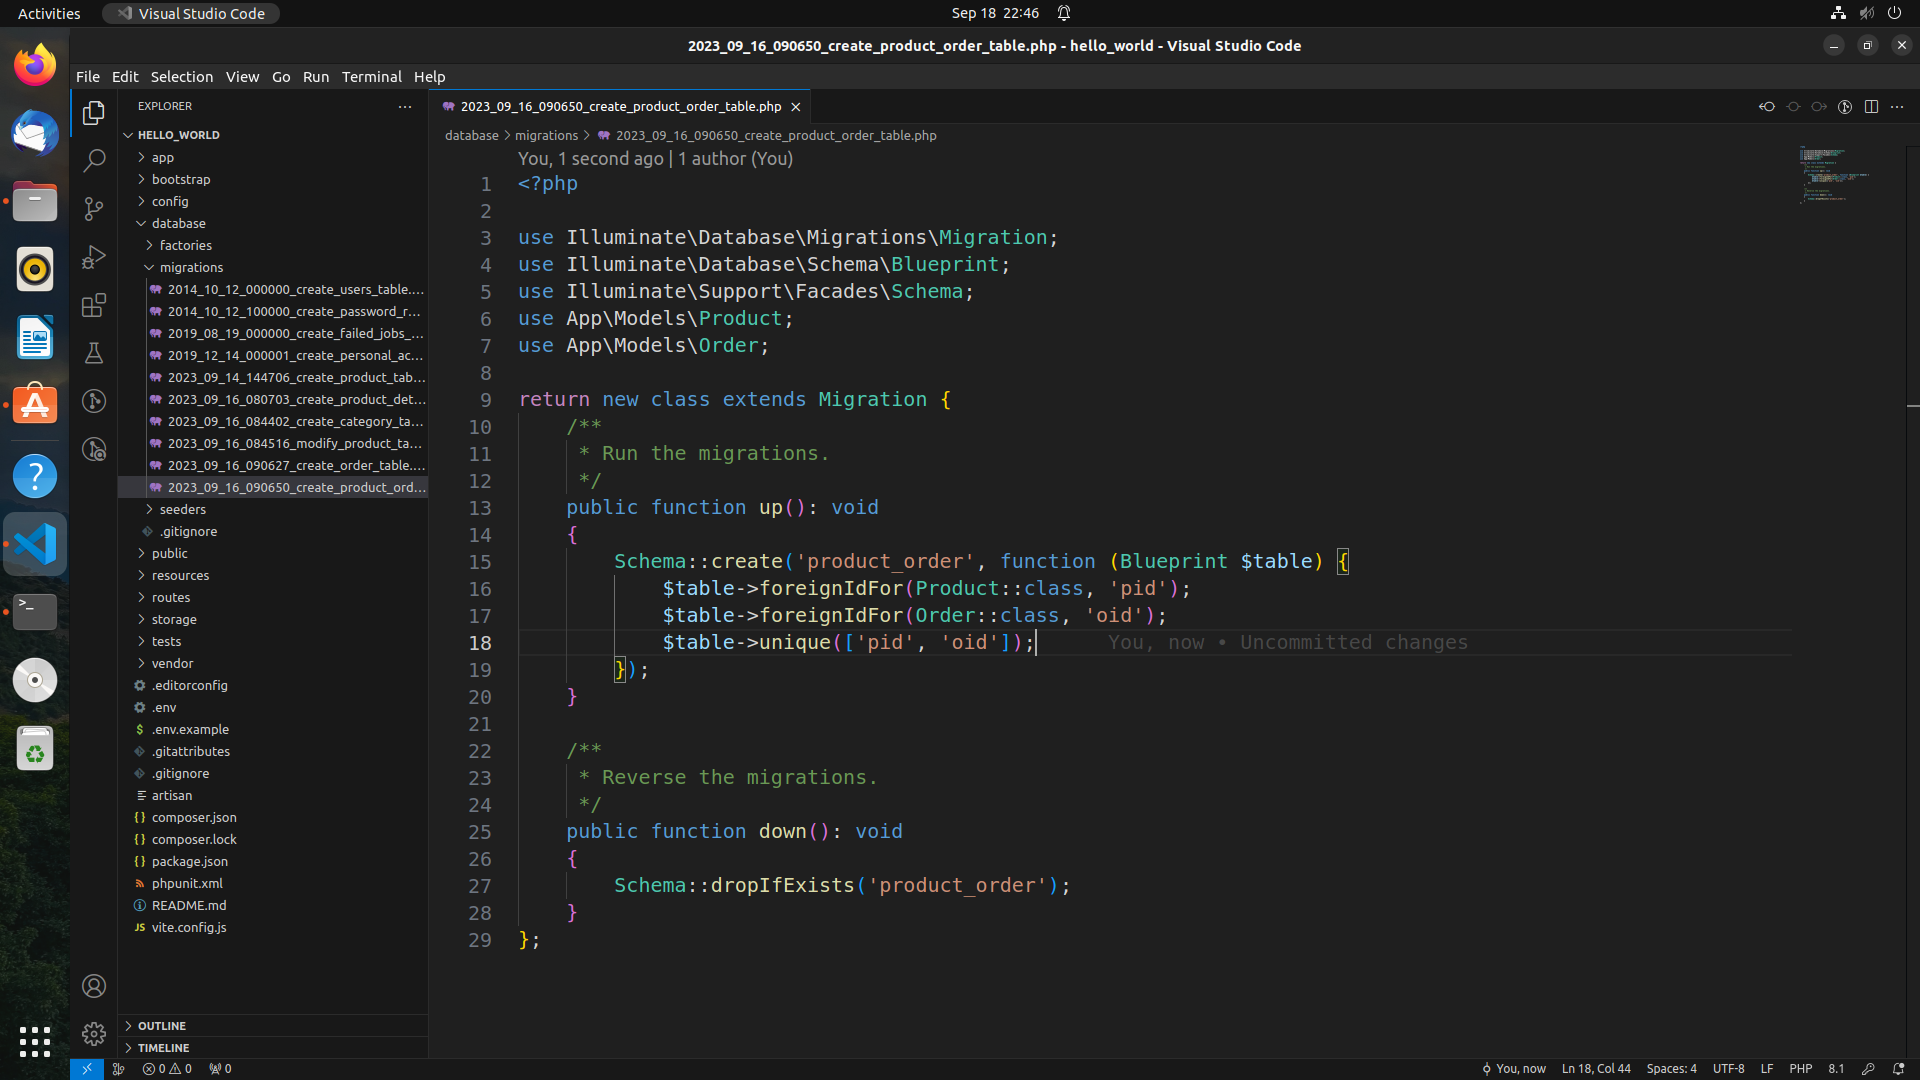 Activities
Visual Studio Code
Sep 18 22:46
2023_09_16_090650_create_product_order_table.php - hello_world - Visual Studio Code
File Edit Selection View Go Run Terminal Help
EXPLORER
HELLO_WORLD
app
bootstrap
config
database
factories
migrations
2014_10_12_000000_create_users_table....
2014_10_12_100000_create_password_r...
2019_08_19_000000_create_failed_jobs_...
2019_12_14_000001_create_personal_ac...
2023_09_14_144706_create_product_tab...
2023_09_16_080703_create_product_det...
2023_09_16_084402_create_category_ta...
2023_09_16_084516_modify_product_ta...
2023_09_16_090627_create_order_table....
2023_09_16_090650_create_product_ord...
seeders
.gitignore
public
resources
routes
storage
tests
vendor
.editorconfig
.env
$ .env.example
.gitattributes
.gitignore
artisan
{} composer.json
{} composer.lock
{} package.json
phpunit.xml
README.md
JS vite.config.js
OUTLINE
TIMELINE
2023_09_16_090650_create_product_order_table.php
database > migrations > 2023_09_16_090650_create_product_order_table.php
You, 1 second ago | 1 author (You)
1 <?php
2
3 use Illuminate\Database\Migrations\Migration;
4 use Illuminate\Database\Schema\Blueprint;
5 use Illuminate\Support\Facades\Schema;
6 use App\Models\Product;
7 use App\Models\Order;
8
9 return new class extends Migration {
10 /**
11 * Run the migrations.
12 */
13 public function up(): void
14 {
15 Schema::create('product_order', function (Blueprint $table) {
16 $table->foreignIdFor(Product::class, 'pid');
17 $table->foreignIdFor(Order::class, 'oid');
18 $table->unique(['pid', 'oid']); You, now • Uncommitted changes
19 });
20 }
21
22 /**
23 * Reverse the migrations.
24 */
25 public function down(): void
26 {
27 Schema::dropIfExists('product_order');
28 }
29 };
0 0 0
You, now Ln 18, Col 44 Spaces: 4 UTF-8 LF PHP 8.1